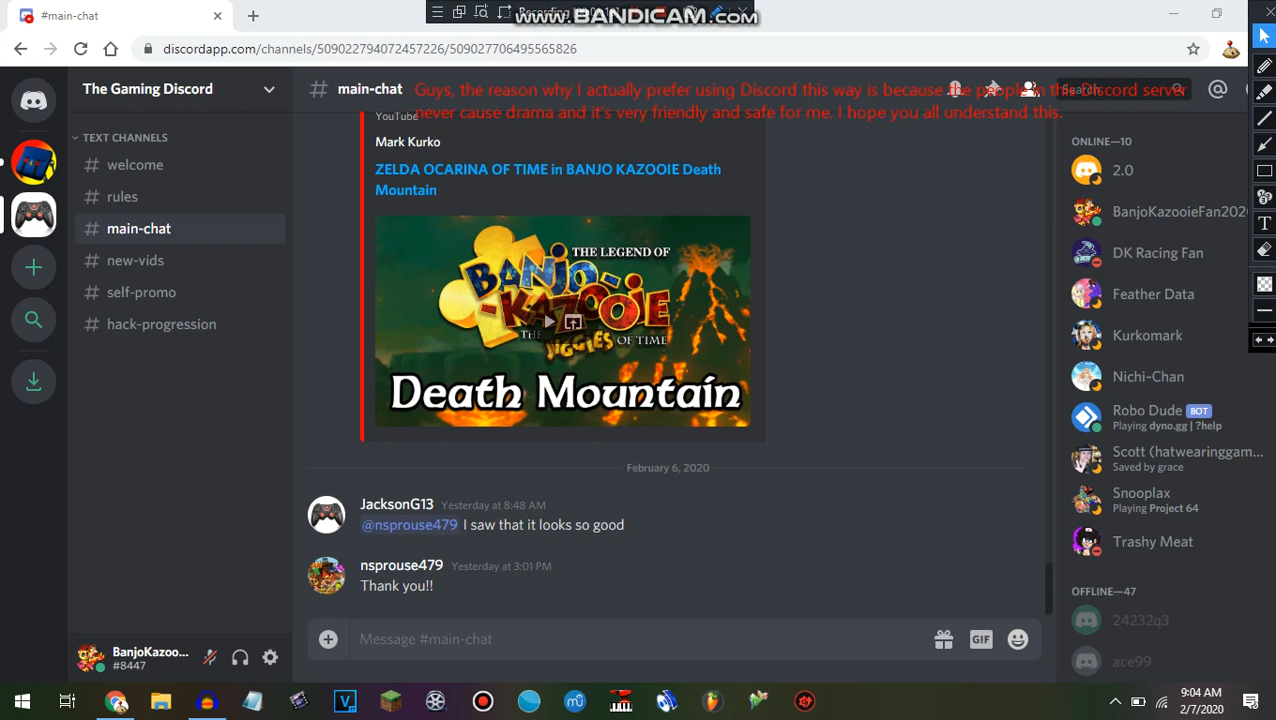 #main-chat
www.BANDICAM.com
discordapp.com/channels/509022794072457226/509027706495565826
The Gaming Discord
main-chat
Guys, the reason why I actually prefer using Discord this way is because the people in this Discord server
never cause drama and it's very friendly and safe for me. I hope you all understand this.
Search
TEXT CHANNELS
welcome
rules
main-chat
new-vids
self-promo
hack-progression
YouTube
Mark Kurko
ZELDA OCARINA OF TIME in BANJO KAZOOIE Death
Mountain
THE LEGEND OF
BANJO-
KAZOOIE
THE JIGGIES OF TIME
Death Mountain
February 6, 2020
JacksonG13 Yesterday at 8:48 AM
@nsprouse479 I saw that it looks so good
nsprouse479 Yesterday at 3:01 PM
Thank you!!
Message #main-chat
GIF
ONLINE—10
2.0
BanjoKazooieFan202
DK Racing Fan
Feather Data
Kurkomark
Nichi-Chan
Robo Dude BOT
Playing dyno.gg | ?help
Scott (hatwearinggam...
Saved by grace
Snooplax
Playing Project 64
Trashy Meat
OFFLINE—47
24232q3
ace99
BanjoKazoo...
#8447
9:04 AM
2/7/2020